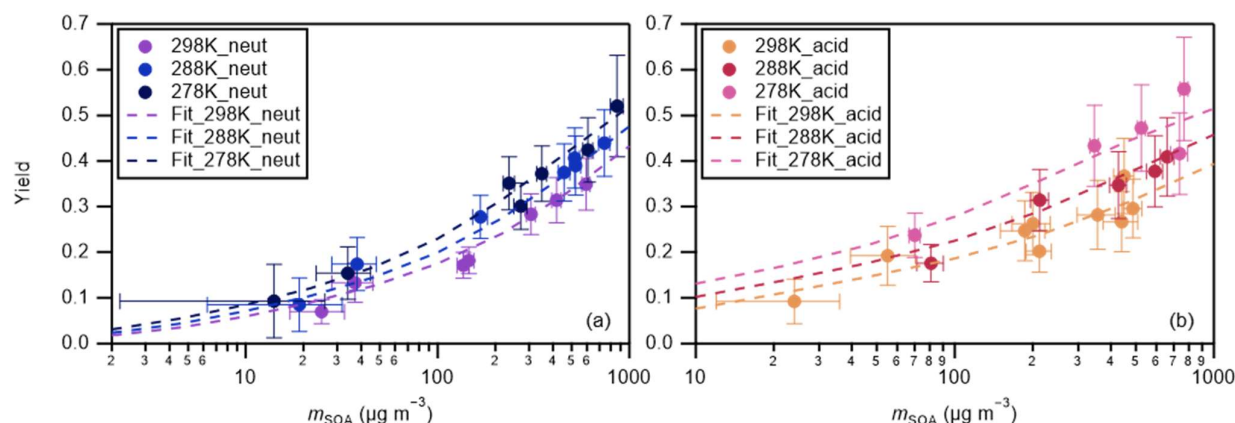 Yield
0.7
0.6
0.5
0.4
0.3
0.2
0.1
0.0
298K_neut
288K_neut
278K_neut
Fit_298K_neut
Fit_288K_neut
Fit_278K_neut
(a)
2 3 4 5 6 10 2 3 4 5 6 100 2 3 4 5 6 1000
mSOA (µg m⁻³)
0.7
0.6
0.5
0.4
0.3
0.2
0.1
0.0
298K_acid
288K_acid
278K_acid
Fit_298K_acid
Fit_288K_acid
Fit_278K_acid
(b)
10 2 3 4 5 6 7 8 9 100 2 3 4 5 6 7 8 9 1000
mSOA (µg m⁻³)